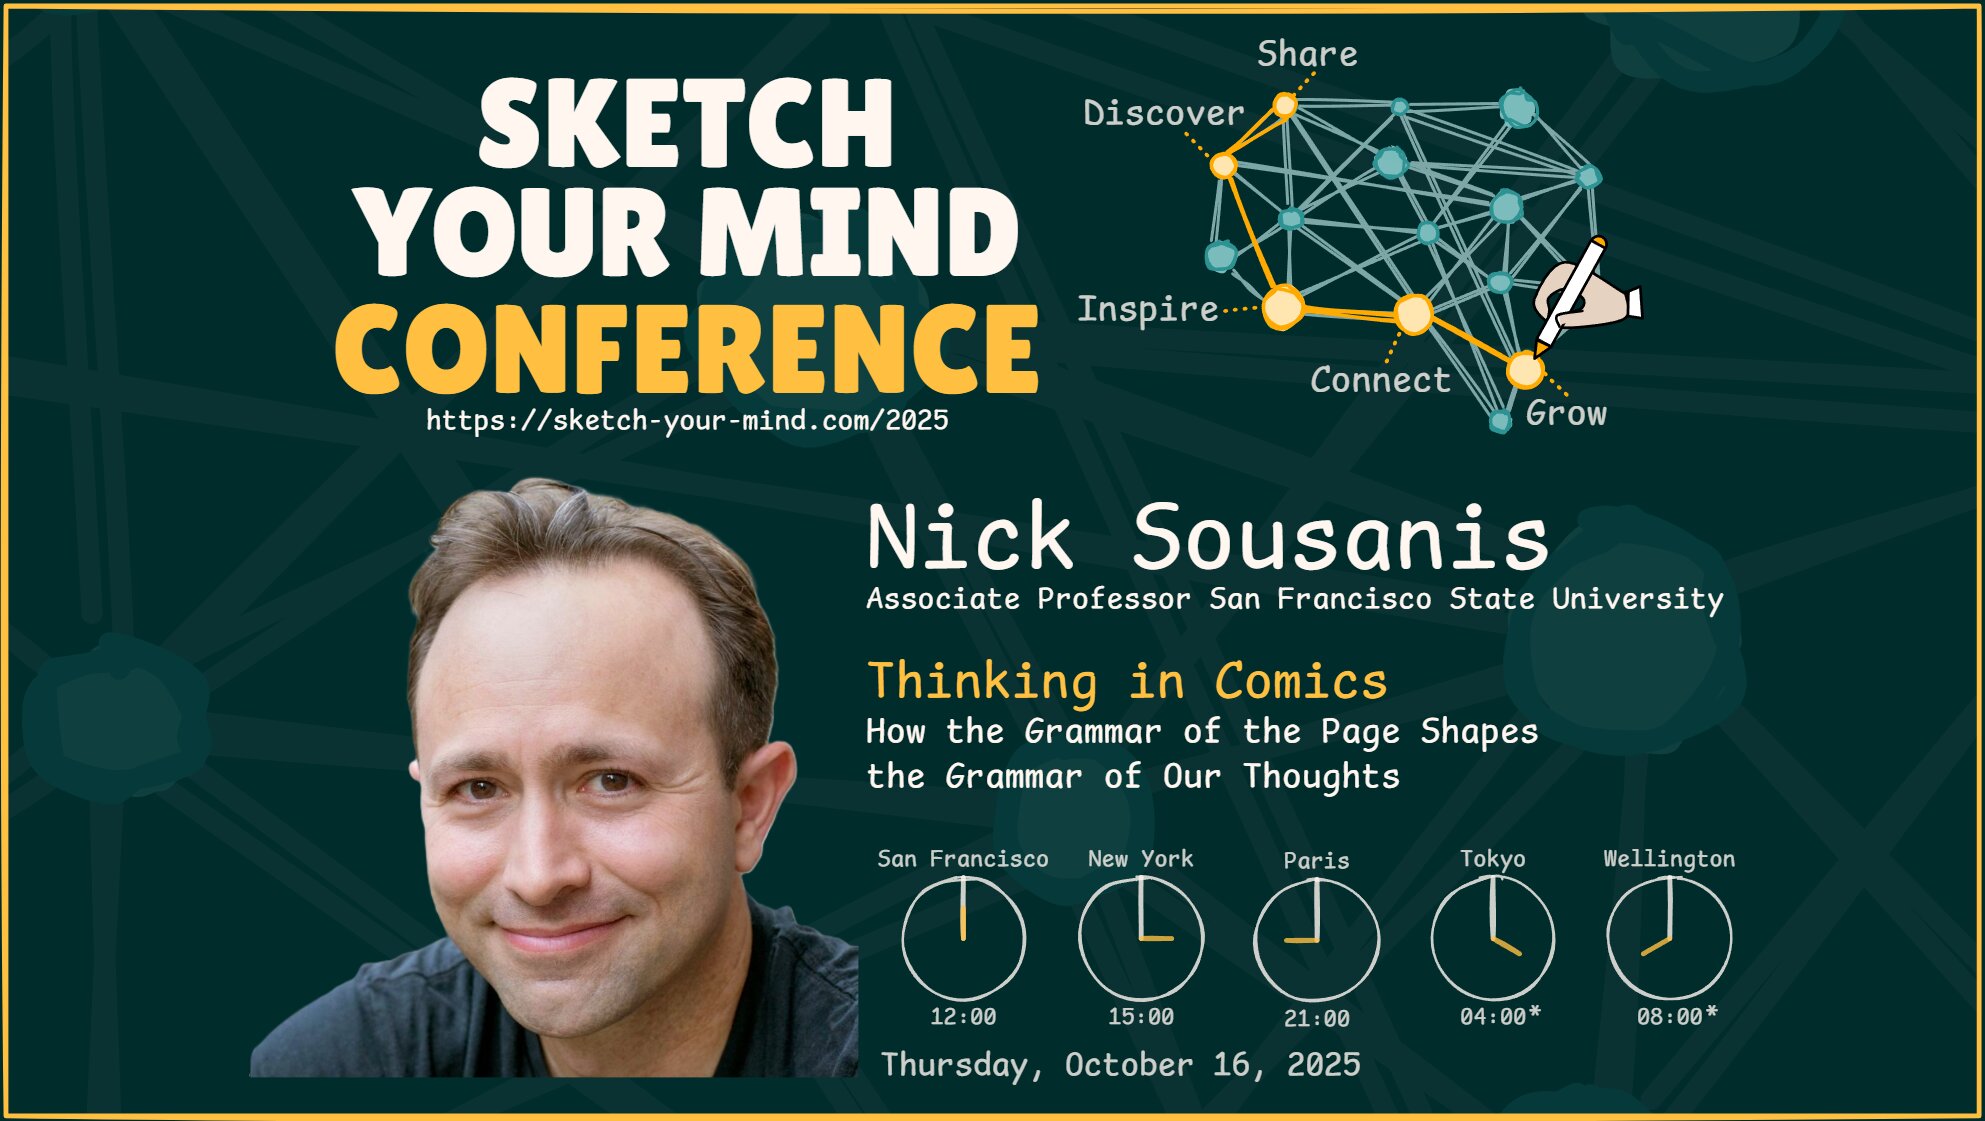 SKETCH
YOUR MIND
CONFERENCE
https://sketch-your-mind.com/2025
Share
Discover
Inspire
Connect
Grow
Nick Sousanis
Associate Professor San Francisco State University
Thinking in Comics
How the Grammar of the Page Shapes
the Grammar of Our Thoughts
San Francisco
New York
Paris
Tokyo
Wellington
12:00
15:00
21:00
04:00*
08:00*
Thursday, October 16, 2025